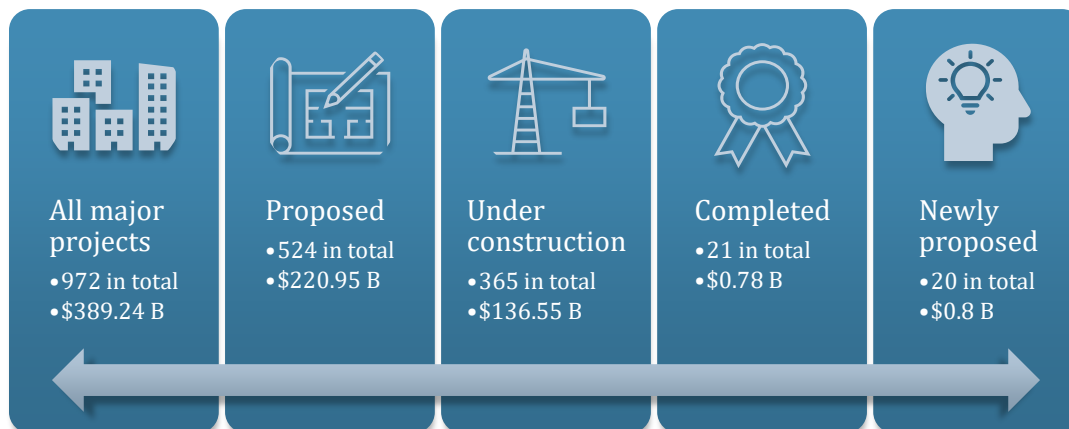 All major
projects
•972 in total
•$389.24 B
Proposed
•524 in total
•$220.95 B
Under
construction
•365 in total
•$136.55 B
Completed
•21 in total
•$0.78 B
Newly
proposed
•20 in total
•$0.8 B